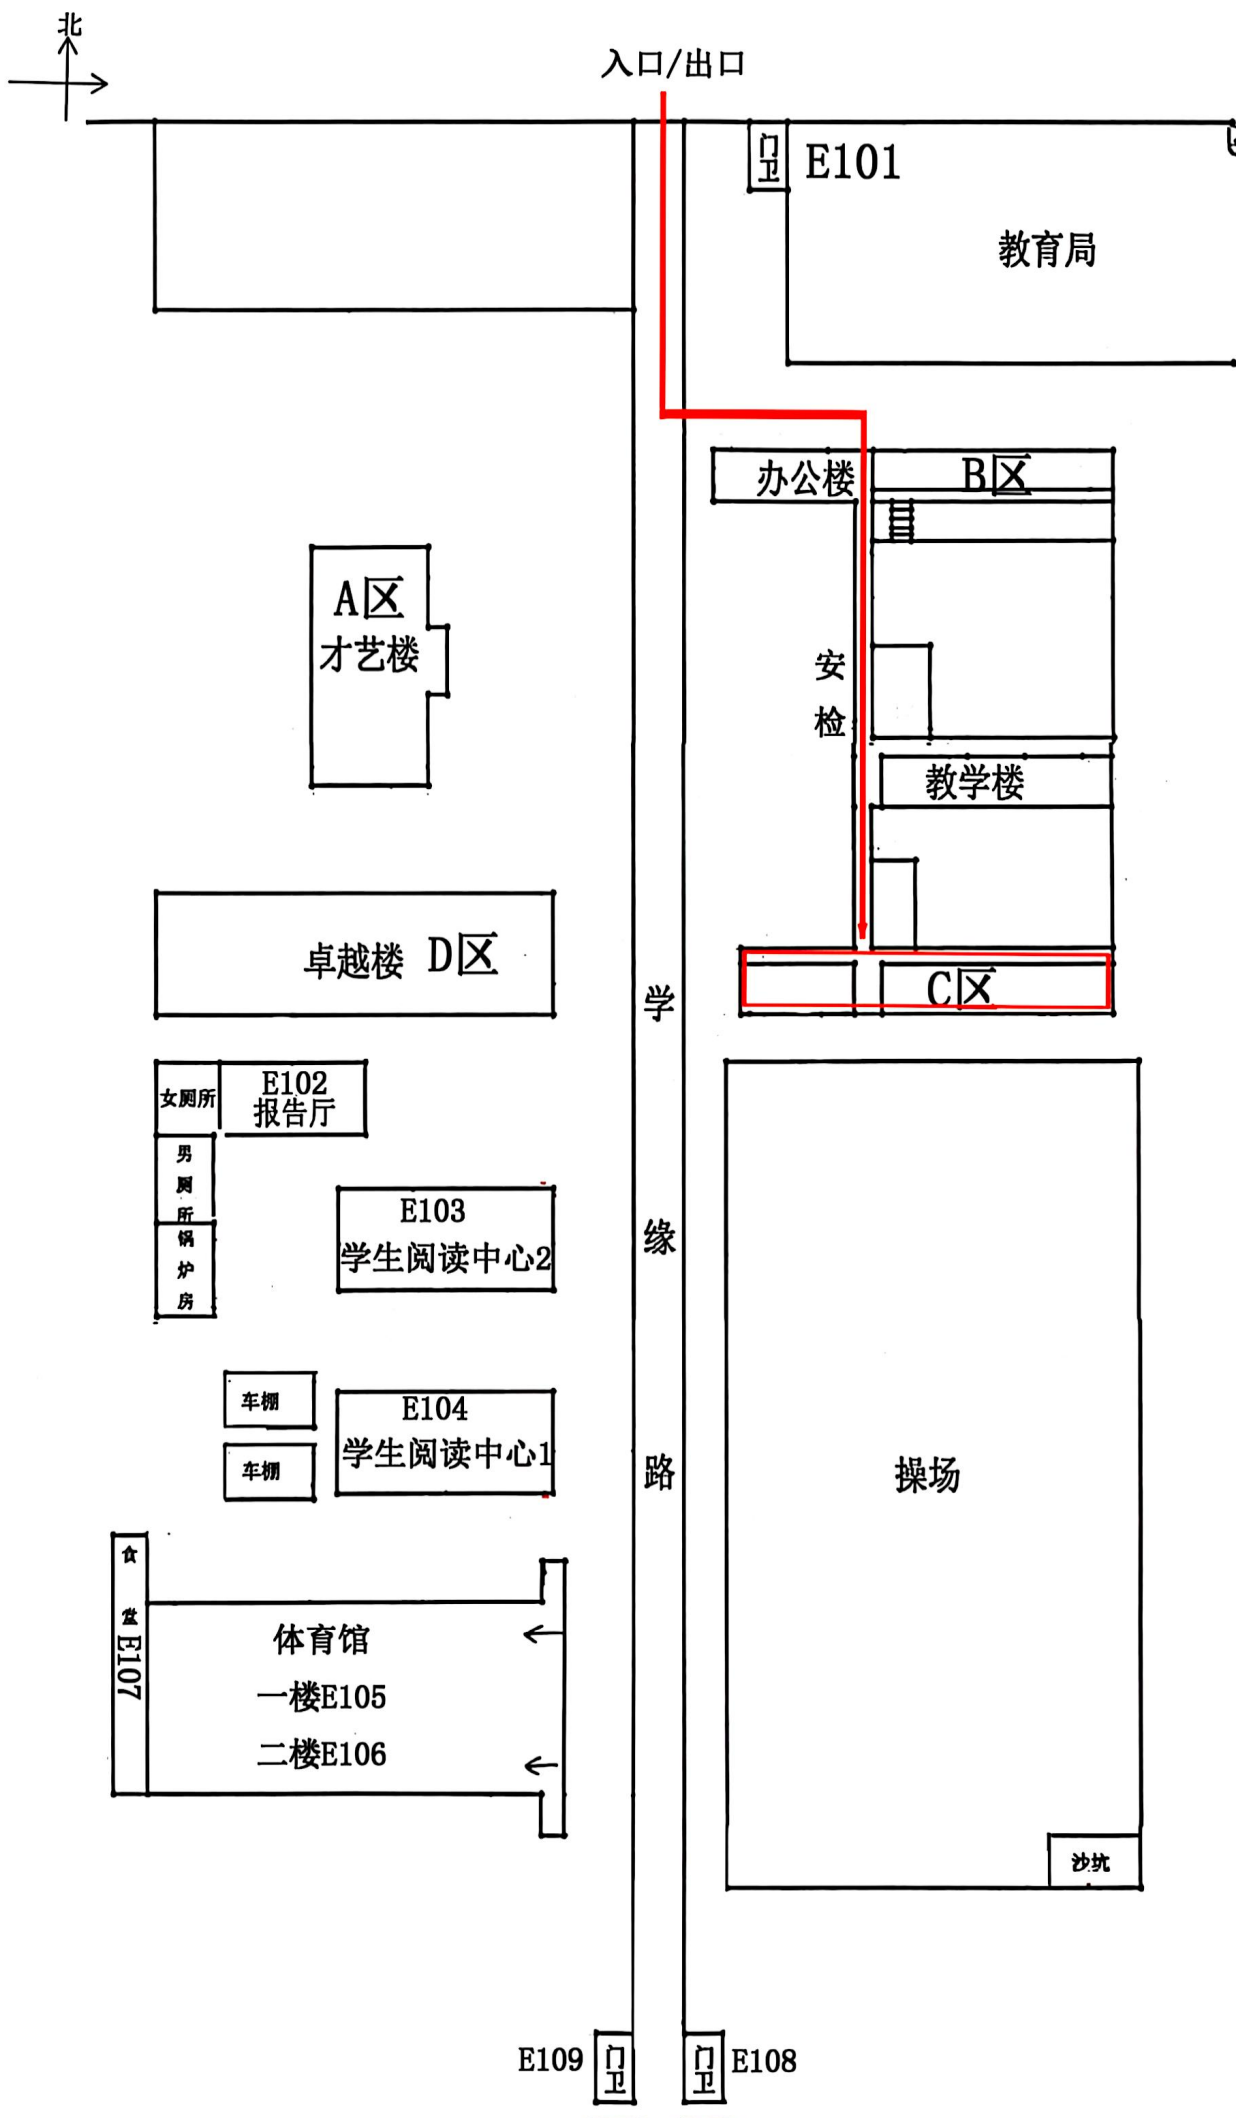 北
入口/出口
门卫
E101
教育局
办公楼
B区
A区
才艺楼
安检
教学楼
卓越楼 D区
C区
学缘路
女厕所
E102
报告厅
男厕所
E103
学生阅读中心2
锅炉房
车棚
E104
学生阅读中心1
车棚
操场
食堂E107
体育馆
一楼E105
二楼E106
沙坑
E109
门卫
门卫
E108